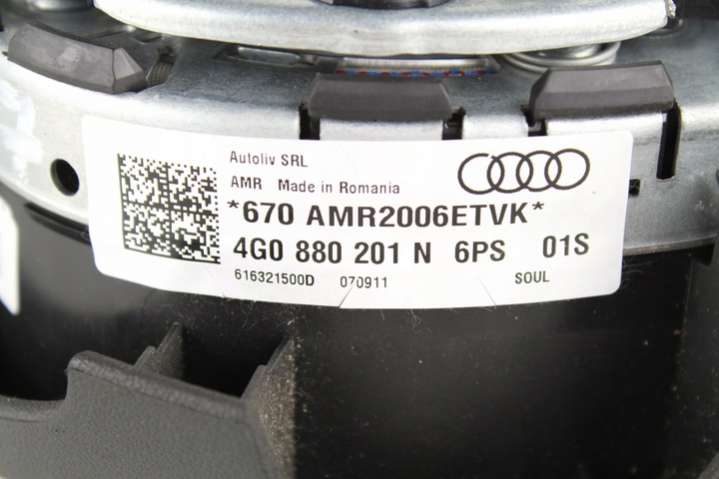 Autoliv SRL
AMR Made in Romania
*670 AMR2006ETVK*
4G0 880 201 N 6PS 01S
616321500D 070911 SOUL